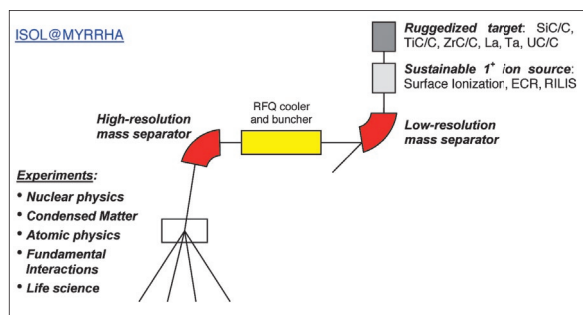 ISOL@MYRRHA
Ruggedized target: SiC/C,
TiC/C, ZrC/C, La, Ta, UC/C
Sustainable 1+ ion source:
Surface Ionization, ECR, RILIS
RFQ cooler
and buncher
High-resolution
mass separator
Low-resolution
mass separator
Experiments:
• Nuclear physics
• Condensed Matter
• Atomic physics
• Fundamental
Interactions
• Life science